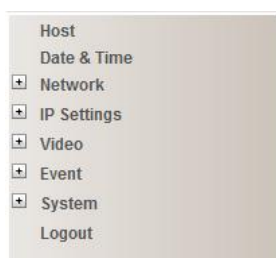 Host
Date & Time
Network
IP Settings
Video
Event
System
Logout